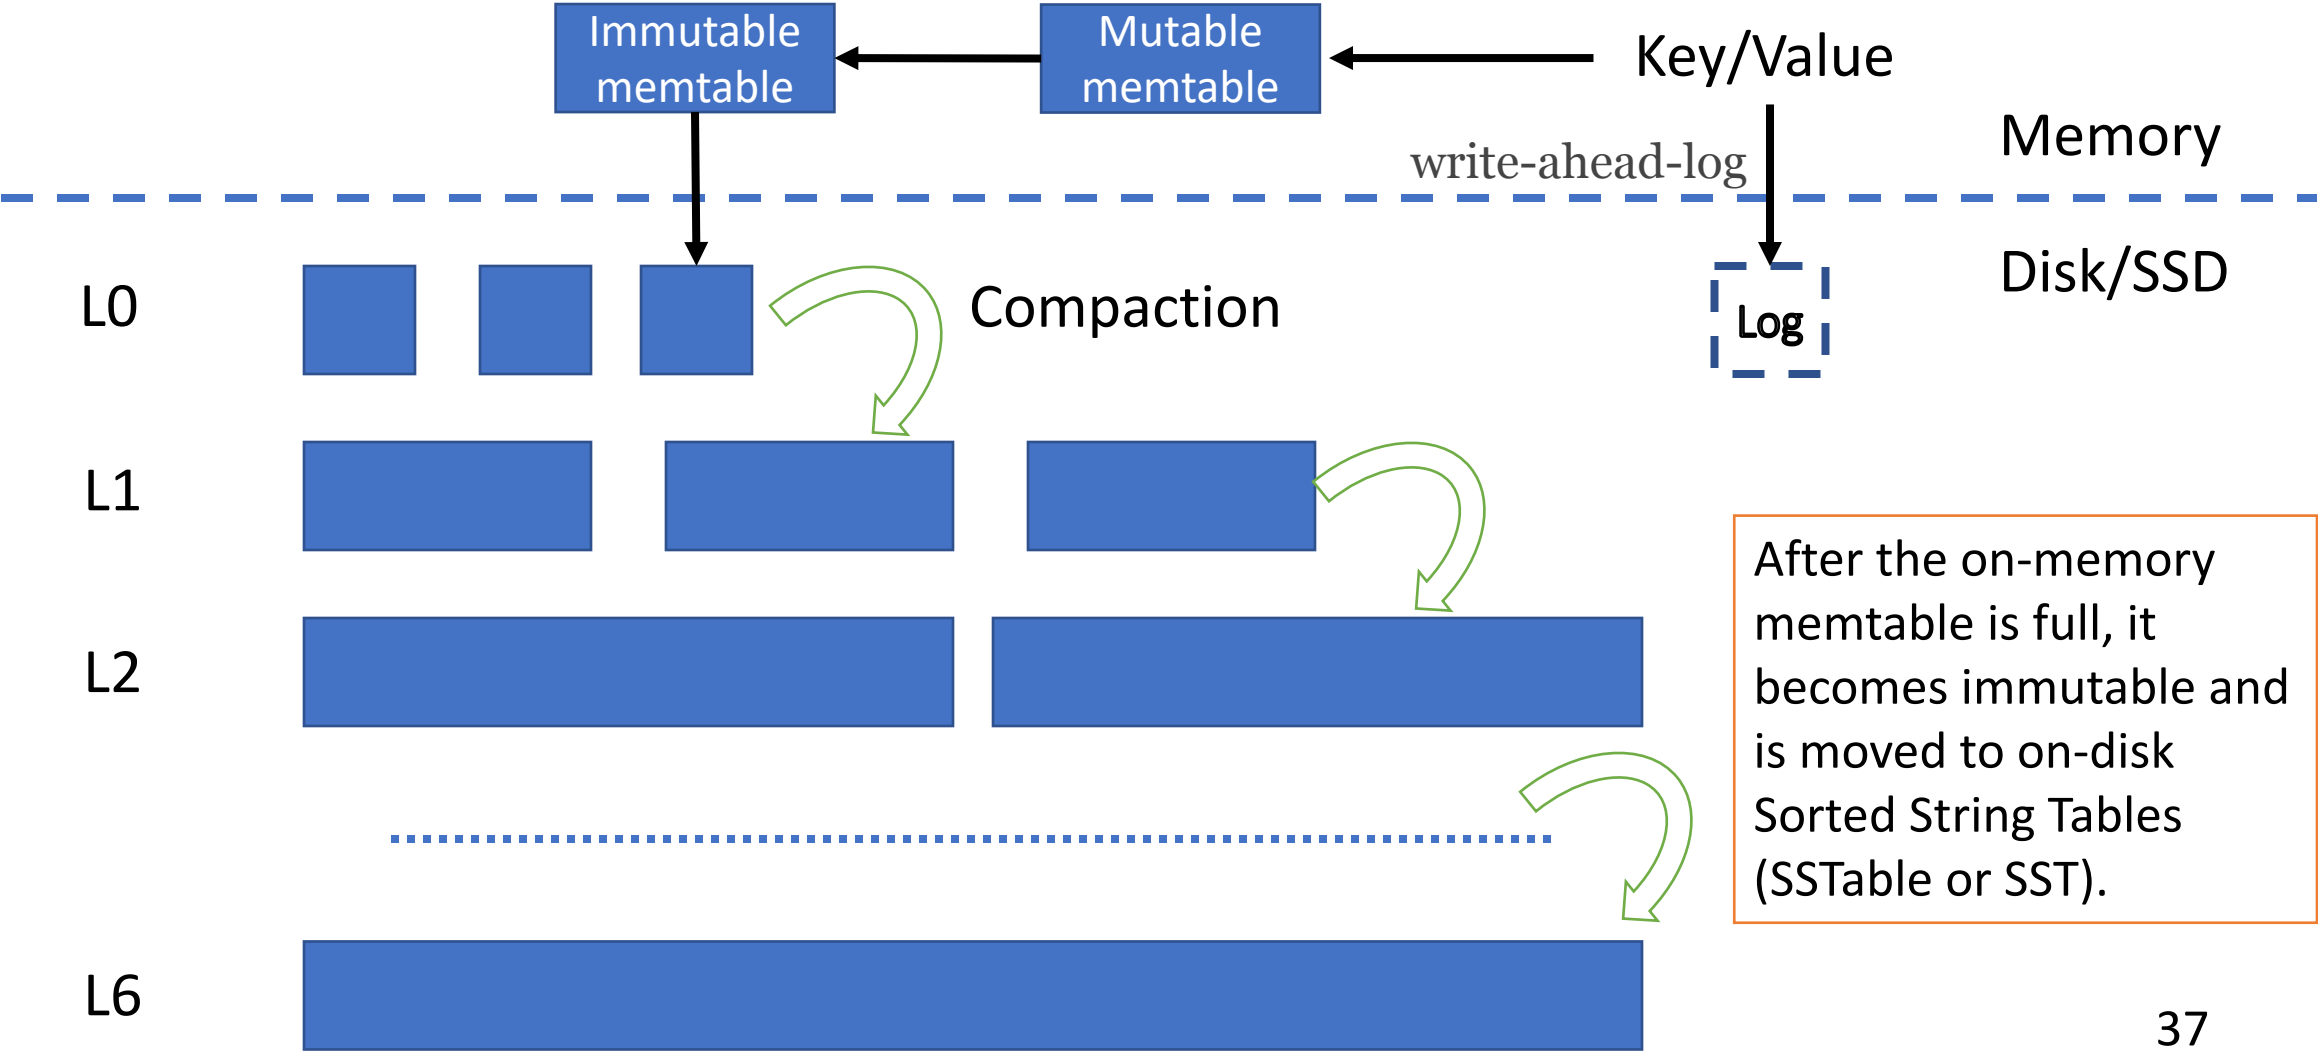 Immutable
memtable
Mutable
memtable
Key/Value
Memory
write-ahead-log
Disk/SSD
L0
Compaction
Log
L1
After the on-memory
memtable is full, it
becomes immutable and
is moved to on-disk
Sorted String Tables
(SSTable or SST).
L2
L6
37